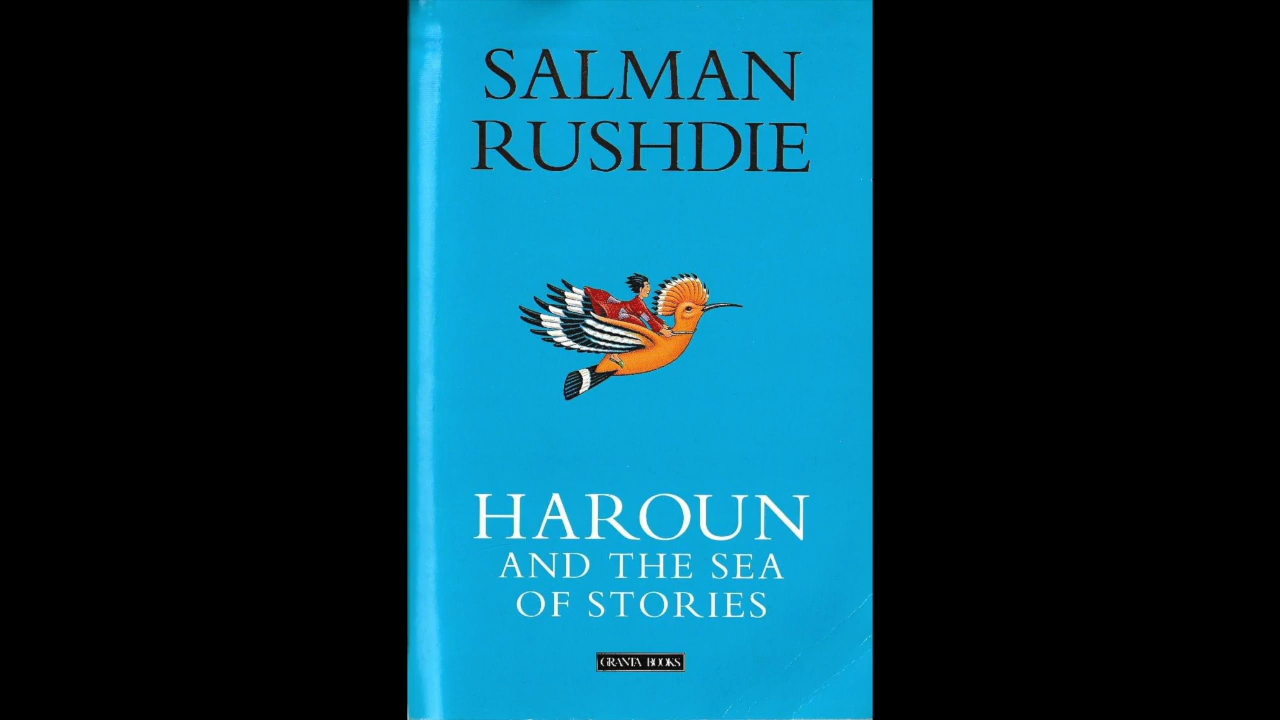 SALMAN
RUSHDIE
HAROUN
AND THE SEA
OF STORIES
GRANTA BOOKS